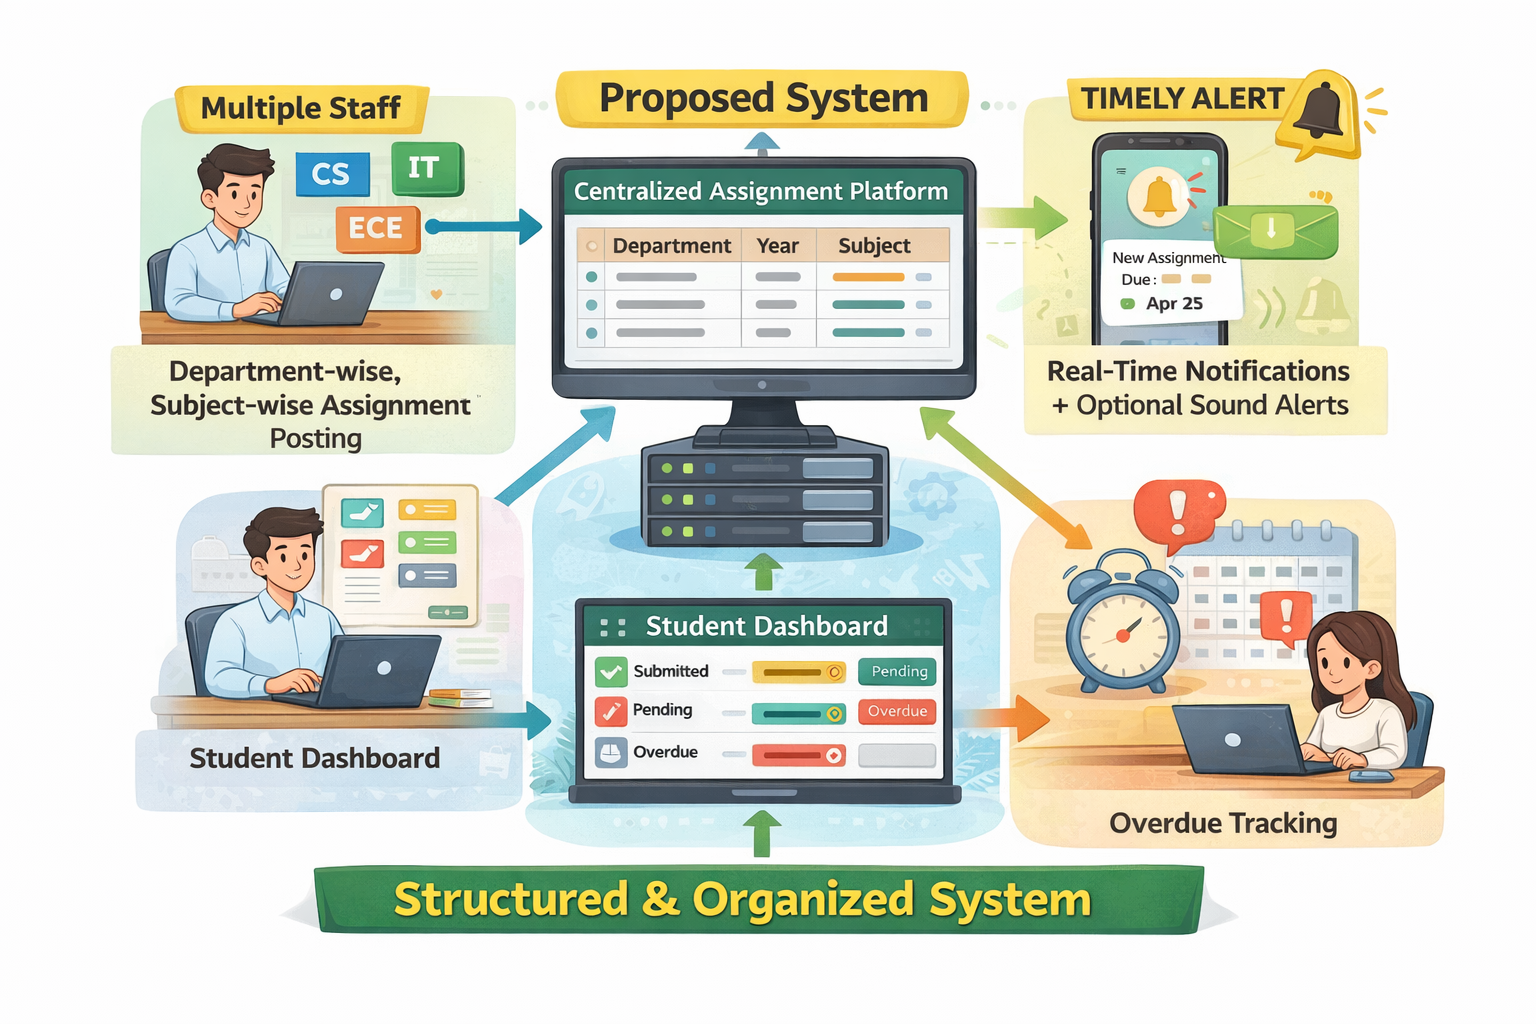 Multiple Staff
CS
IT
ECE
Department-wise,
Subject-wise Assignment
Posting
Proposed System
Centralized Assignment Platform
Department Year Subject
TIMELY ALERT
New Assignment
Due:
Apr 25
Real-Time Notifications
+ Optional Sound Alerts
Student Dashboard
Student Dashboard
Submitted Pending
Pending Overdue
Overdue
Overdue Tracking
Structured & Organized System